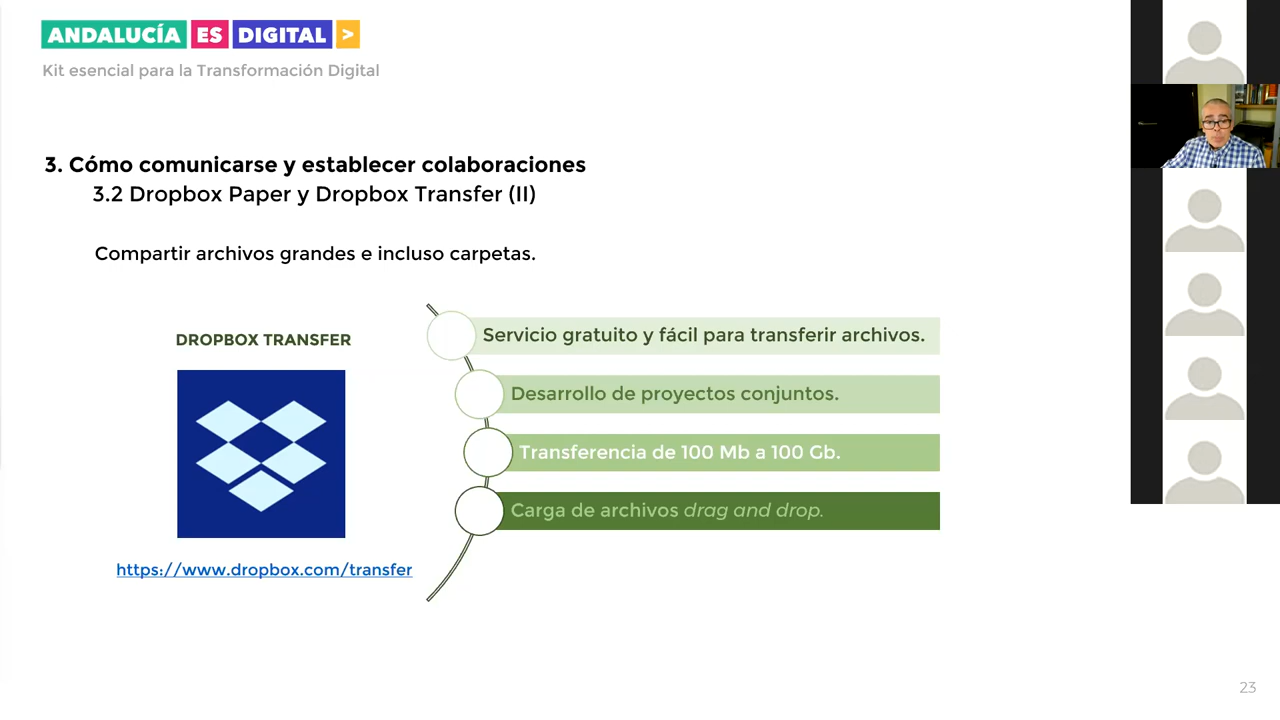 ANDALUCÍA ES DIGITAL >
Kit esencial para la Transformación Digital
3. Cómo comunicarse y establecer colaboraciones
3.2 Dropbox Paper y Dropbox Transfer (II)
Compartir archivos grandes e incluso carpetas.
DROPBOX TRANSFER
https://www.dropbox.com/transfer
Servicio gratuito y fácil para transferir archivos.
Desarrollo de proyectos conjuntos.
Transferencia de 100 Mb a 100 Gb.
Carga de archivos drag and drop.
23